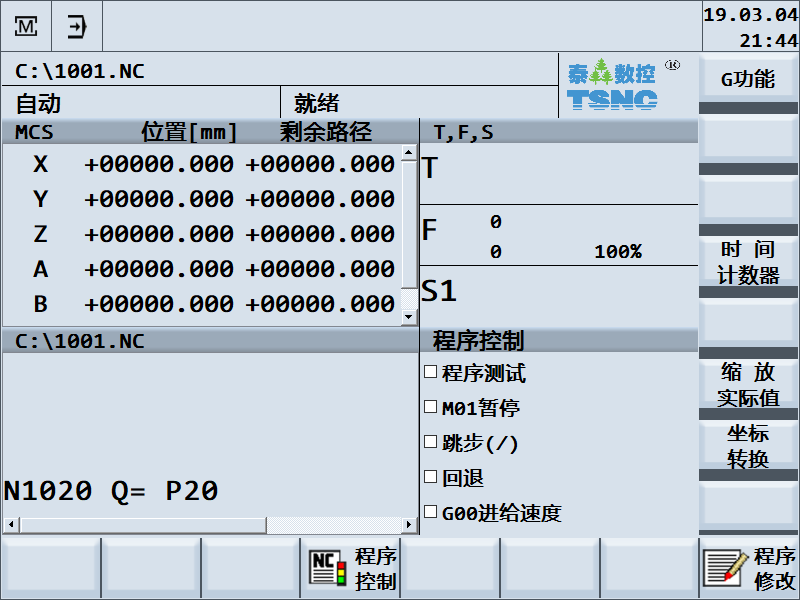 M
19.03.04
21:44
C:\1001.NC
泰森数控 ®
TSNC
自动 就绪
G功能
MCS 位置[mm] 剩余路径
X +00000.000 +00000.000
Y +00000.000 +00000.000
Z +00000.000 +00000.000
A +00000.000 +00000.000
B +00000.000 +00000.000
T,F,S
T
F 0
0 100%
S1
时 间
计数器
C:\1001.NC
N1020 Q= P20
程序控制
程序测试
M01暂停
跳步(/)
回退
G00进给速度
缩 放
实际值
坐标
转换
NC 程序
控制
程序
修改